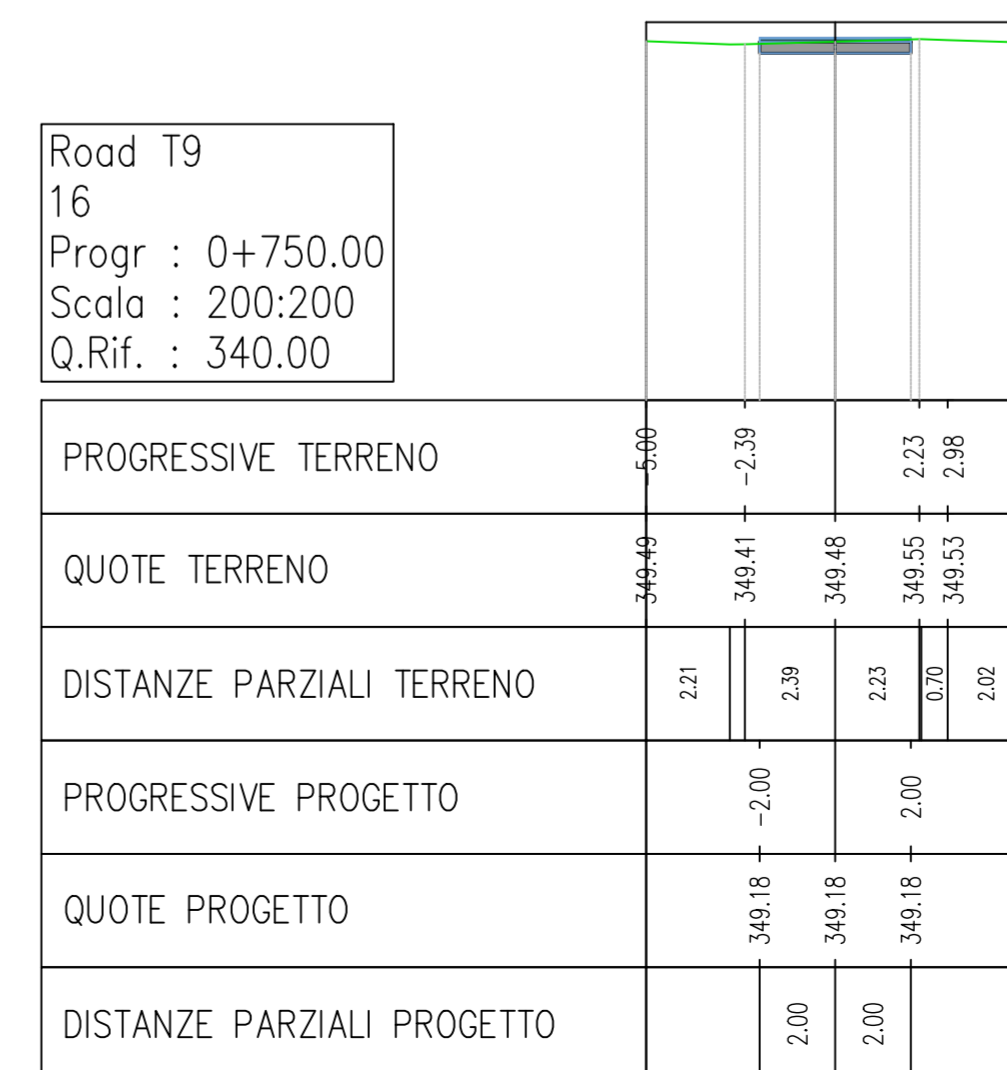 Road T9
16
Progr : 0+750.00
Scala : 200:200
Q.Rif. : 340.00
PROGRESSIVE TERRENO -5.00 -2.39 2.23 2.98
QUOTE TERRENO 349.49 349.41 349.48 349.55 349.53
DISTANZE PARZIALI TERRENO 2.21 2.39 2.23 0.70 2.02
PROGRESSIVE PROGETTO -2.00 2.00
QUOTE PROGETTO 349.18 349.18 349.18
DISTANZE PARZIALI PROGETTO 2.00 2.00